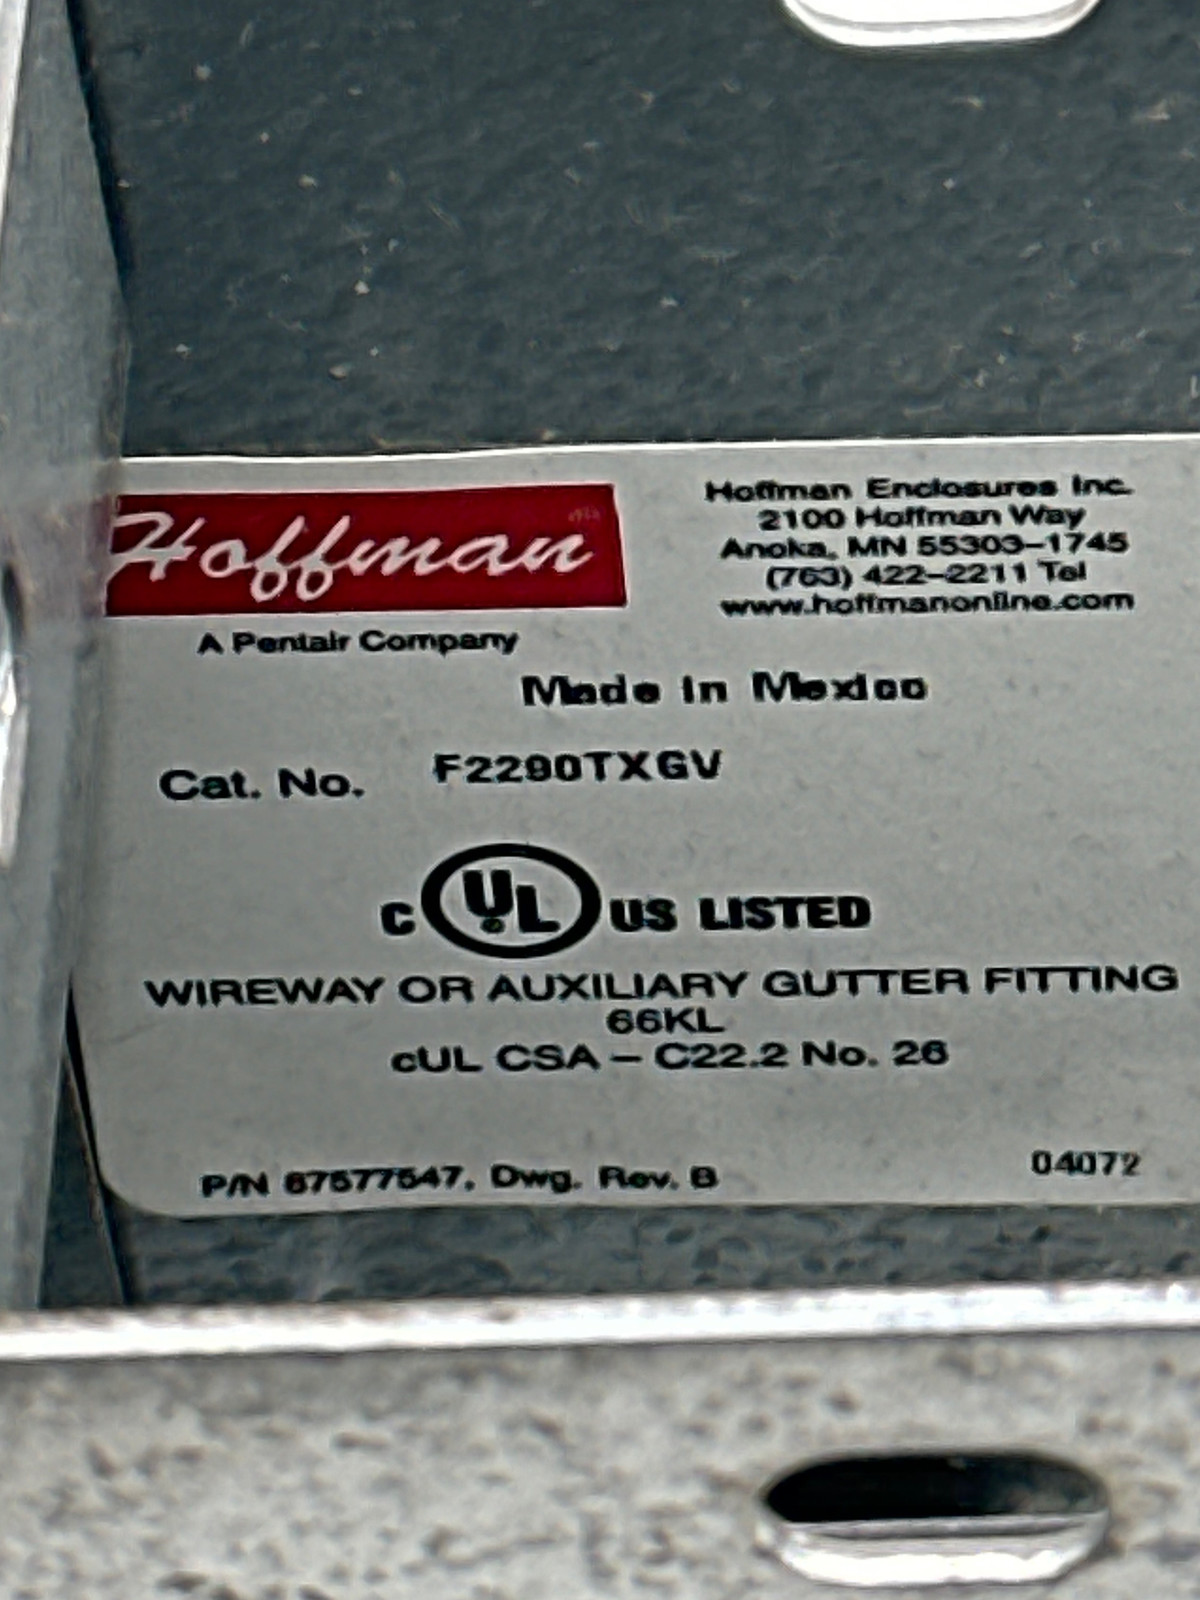 Hoffman
A Pentair Company
Hoffman Enclosures Inc.
2100 Hoffman Way
Anoka, MN 55303-1745
(763) 422-2211 Tel
www.hoffmanonline.com
Made in Mexico
Cat. No. F2290TXGV
C UL US LISTED
WIREWAY OR AUXILIARY GUTTER FITTING
66KL
cUL CSA - C22.2 No. 26
P/N 87577547, Dwg. Rev. B
04072